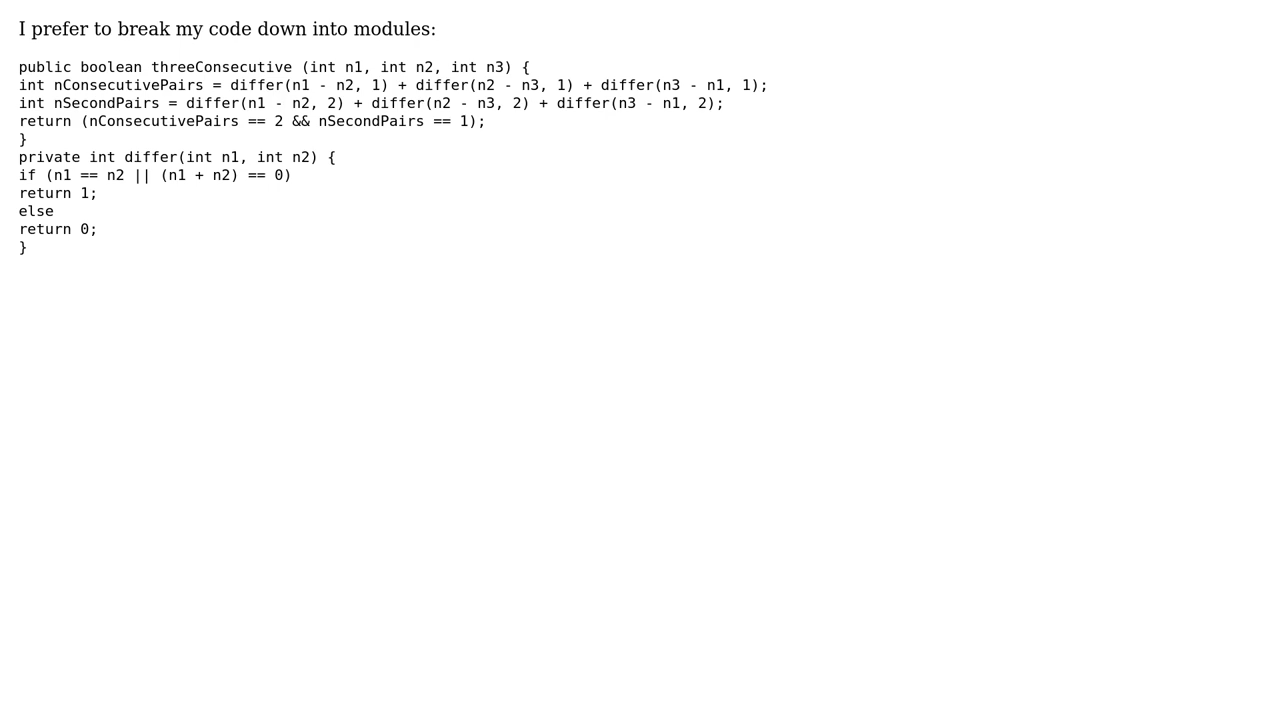 I prefer to break my code down into modules:
public boolean threeConsecutive (int n1, int n2, int n3) {
int nConsecutivePairs = differ(n1 - n2, 1) + differ(n2 - n3, 1) + differ(n3 - n1, 1);
int nSecondPairs = differ(n1 - n2, 2) + differ(n2 - n3, 2) + differ(n3 - n1, 2);
return (nConsecutivePairs == 2 && nSecondPairs == 1);
}
private int differ(int n1, int n2) {
if (n1 == n2 || (n1 + n2) == 0)
return 1;
else
return 0;
}